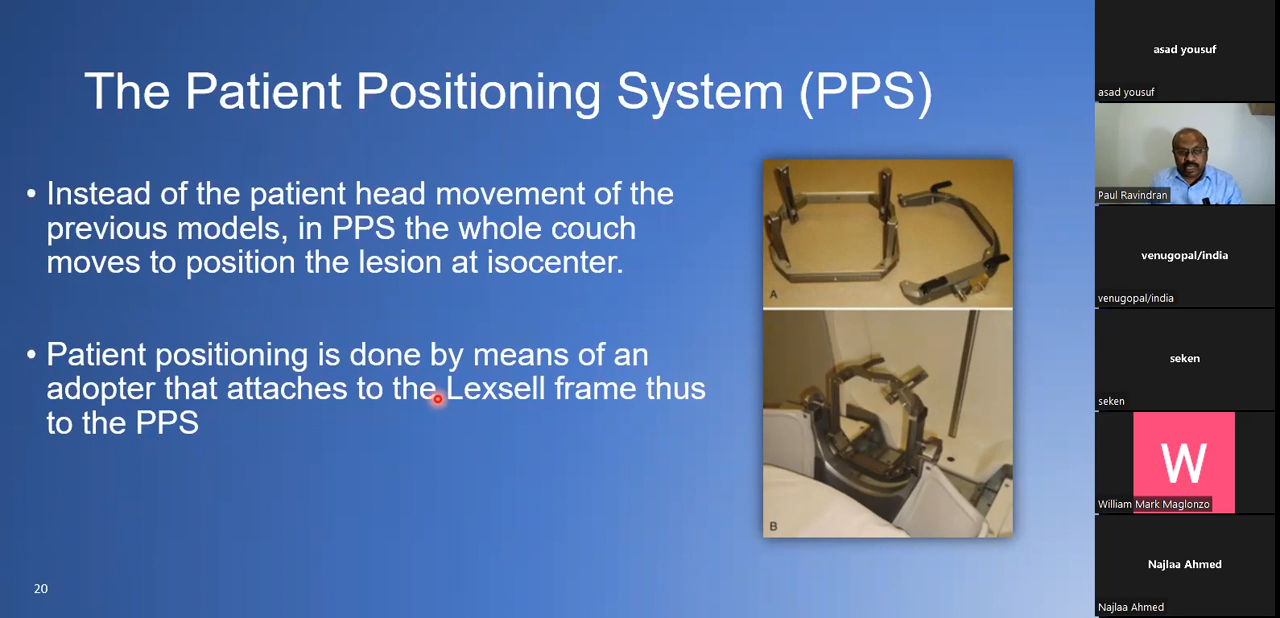 The Patient Positioning System (PPS)
• Instead of the patient head movement of the
previous models, in PPS the whole couch
moves to position the lesion at isocenter.
• Patient positioning is done by means of an
adopter that attaches to the Lexsell frame thus
to the PPS
A
B
20
asad yousuf
asad yousuf
Paul Ravindran
venugopal/india
venugopal/india
seken
seken
W
William Mark Maglonzo
Najlaa Ahmed
Najlaa Ahmed